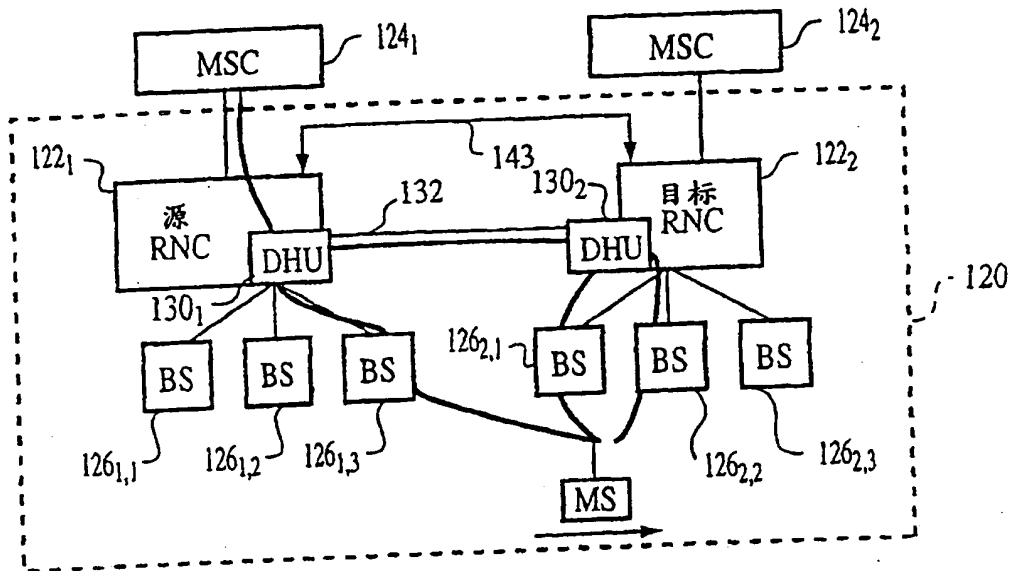 MSC
124₁
MSC
124₂
122₁
源
RNC
DHU
130₁
132
143
130₂
DHU
目标
RNC
122₂
120
BS
BS
BS
126₂,₁
BS
BS
BS
126₁,₁
126₁,₂
126₁,₃
126₂,₂
126₂,₃
MS